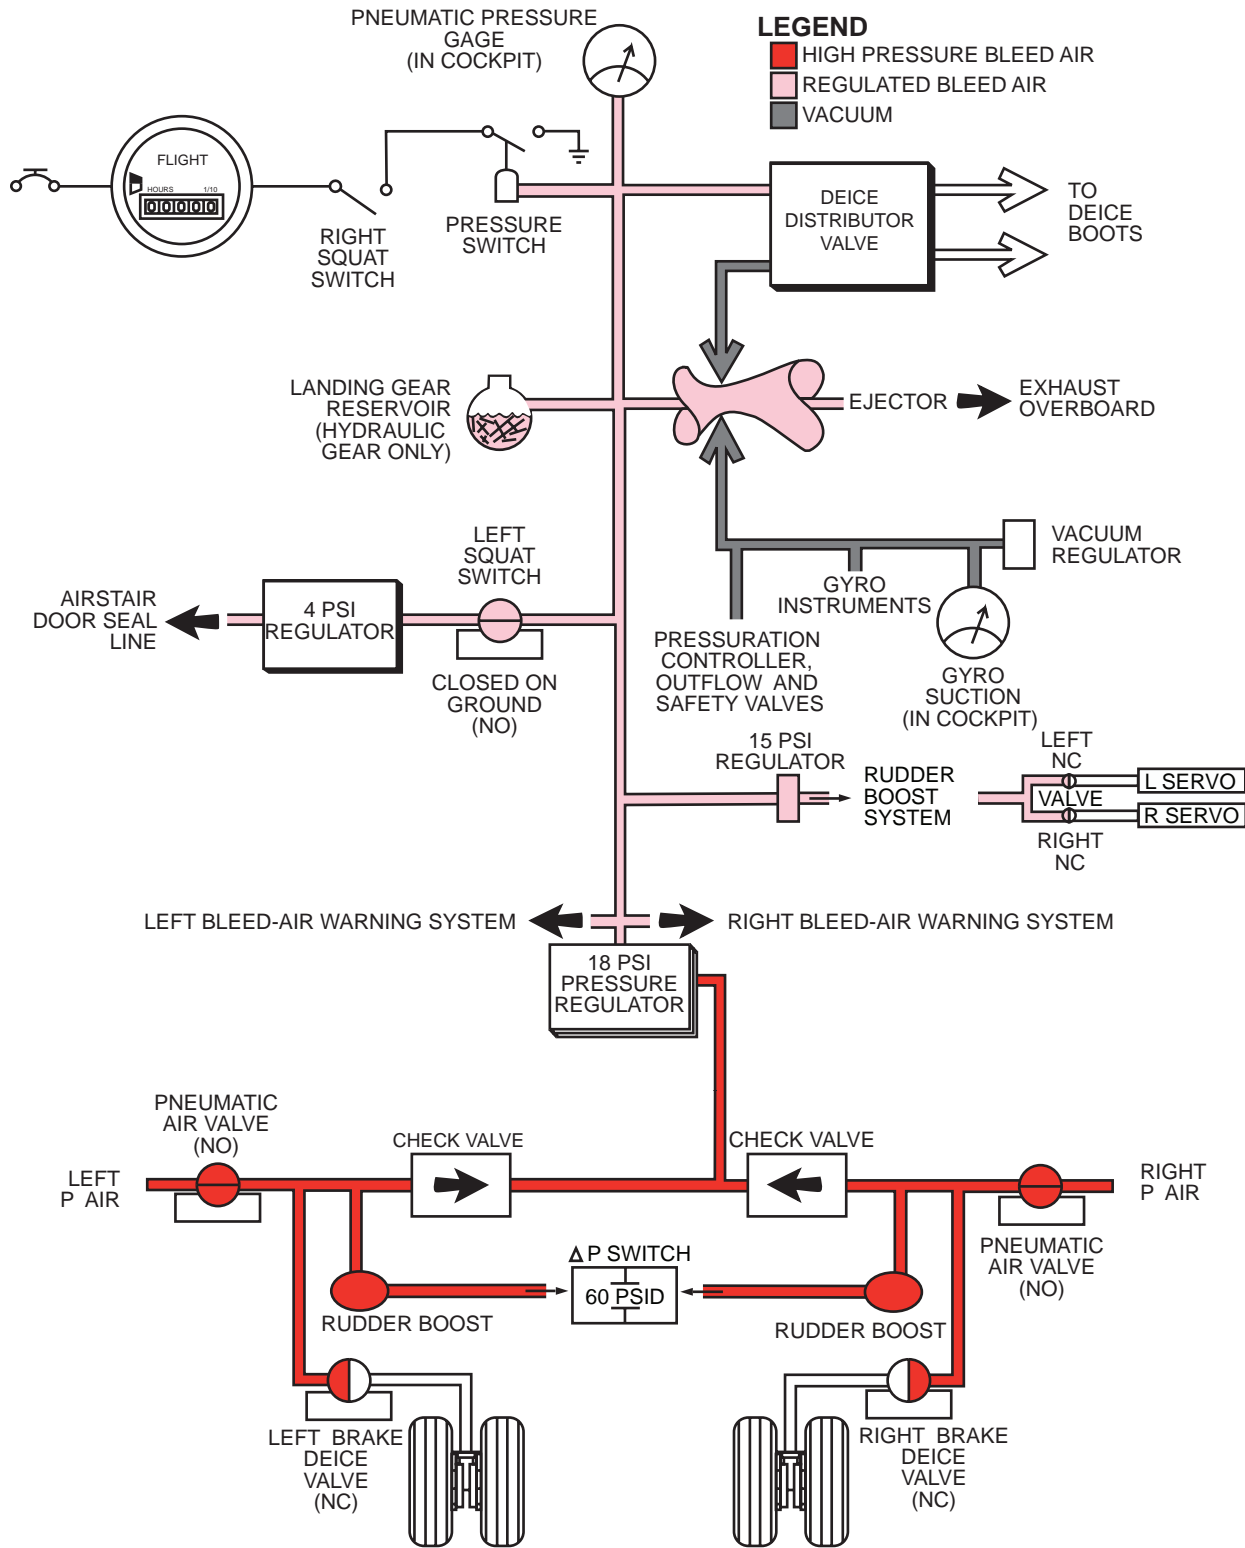 PNEUMATIC PRESSURE
GAGE
(IN COCKPIT)
LEGEND
HIGH PRESSURE BLEED AIR
REGULATED BLEED AIR
VACUUM
FLIGHT
HOURS 1/10
0 0 0 0 0
RIGHT
SQUAT
SWITCH
PRESSURE
SWITCH
DEICE
DISTRIBUTOR
VALVE
TO
DEICE
BOOTS
LANDING GEAR
RESERVOIR
(HYDRAULIC
GEAR ONLY)
EJECTOR
EXHAUST
OVERBOARD
LEFT
SQUAT
SWITCH
VACUUM
REGULATOR
GYRO
INSTRUMENTS
AIRSTAIR
DOOR SEAL
LINE
4 PSI
REGULATOR
CLOSED ON
GROUND
(NO)
PRESSURATION
CONTROLLER,
OUTFLOW AND
SAFETY VALVES
GYRO
SUCTION
(IN COCKPIT)
15 PSI
REGULATOR
RUDDER
BOOST
SYSTEM
LEFT
NC
VALVE
L SERVO
R SERVO
RIGHT
NC
LEFT BLEED-AIR WARNING SYSTEM
RIGHT BLEED-AIR WARNING SYSTEM
18 PSI
PRESSURE
REGULATOR
PNEUMATIC
AIR VALVE
(NO)
CHECK VALVE
CHECK VALVE
LEFT
P AIR
RIGHT
P AIR
PNEUMATIC
AIR VALVE
(NO)
Δ P SWITCH
60 PSID
RUDDER BOOST
RUDDER BOOST
LEFT BRAKE
DEICE
VALVE
(NC)
RIGHT BRAKE
DEICE
VALVE
(NC)